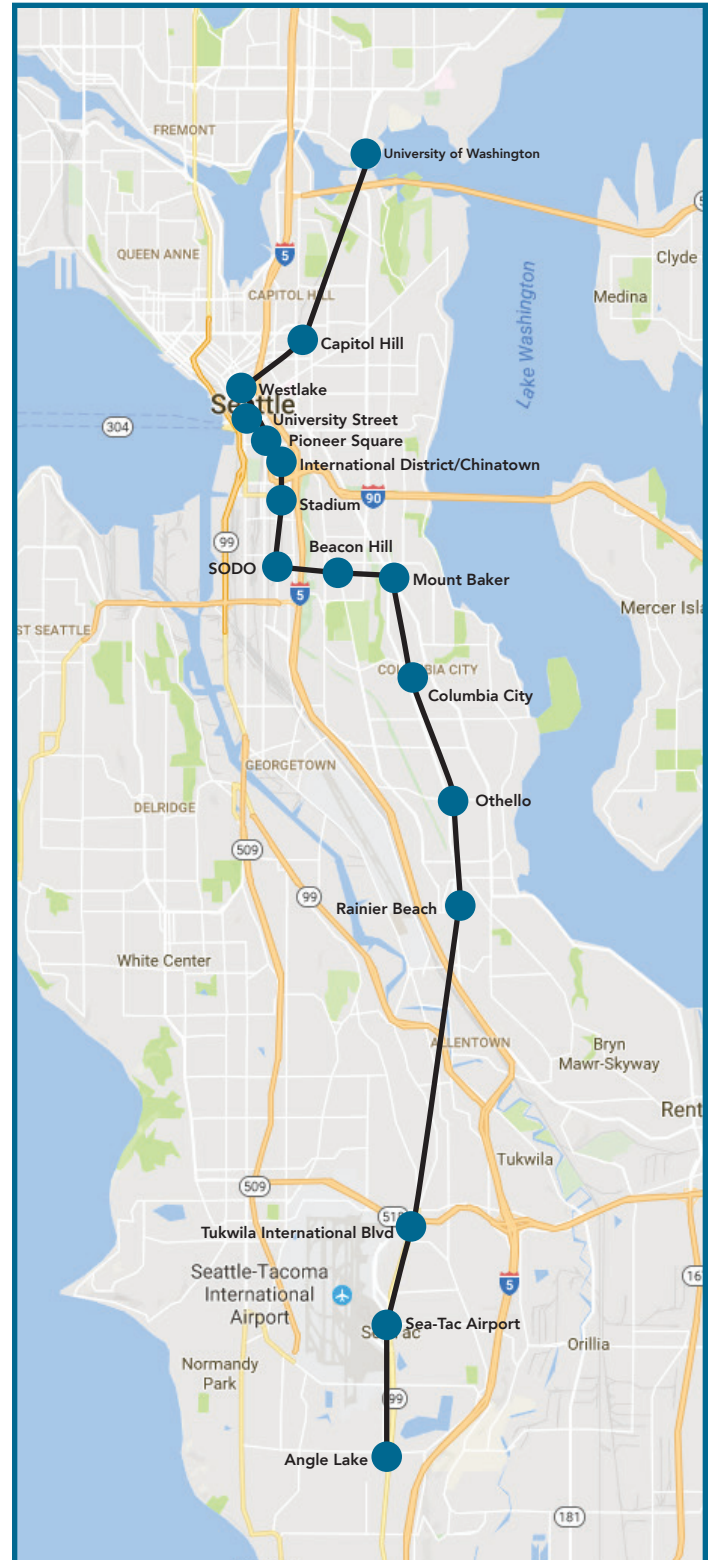 FREMONT
University of Washington
5
QUEEN ANNE
Clyde
CAPITOL HILL
Medina
Lake Washington
Capitol Hill
Westlake
Seattle
University Street
304
Pioneer Square
International District/Chinatown
90
Stadium
99
Beacon Hill
SODO
Mount Baker
5
Mercer Isla
ST SEATTLE
COLUMBIA CITY
Columbia City
GEORGETOWN
Othello
DELRIDGE
509
99
Rainier Beach
White Center
ALLENTOWN
Bryn
Mawr-Skyway
Rent
Tukwila
509
518
Tukwila International Blvd
Seattle-Tacoma
International
Airport
5
16
Sea-Tac Airport
Orillia
Normandy
Park
99
Angle Lake
181